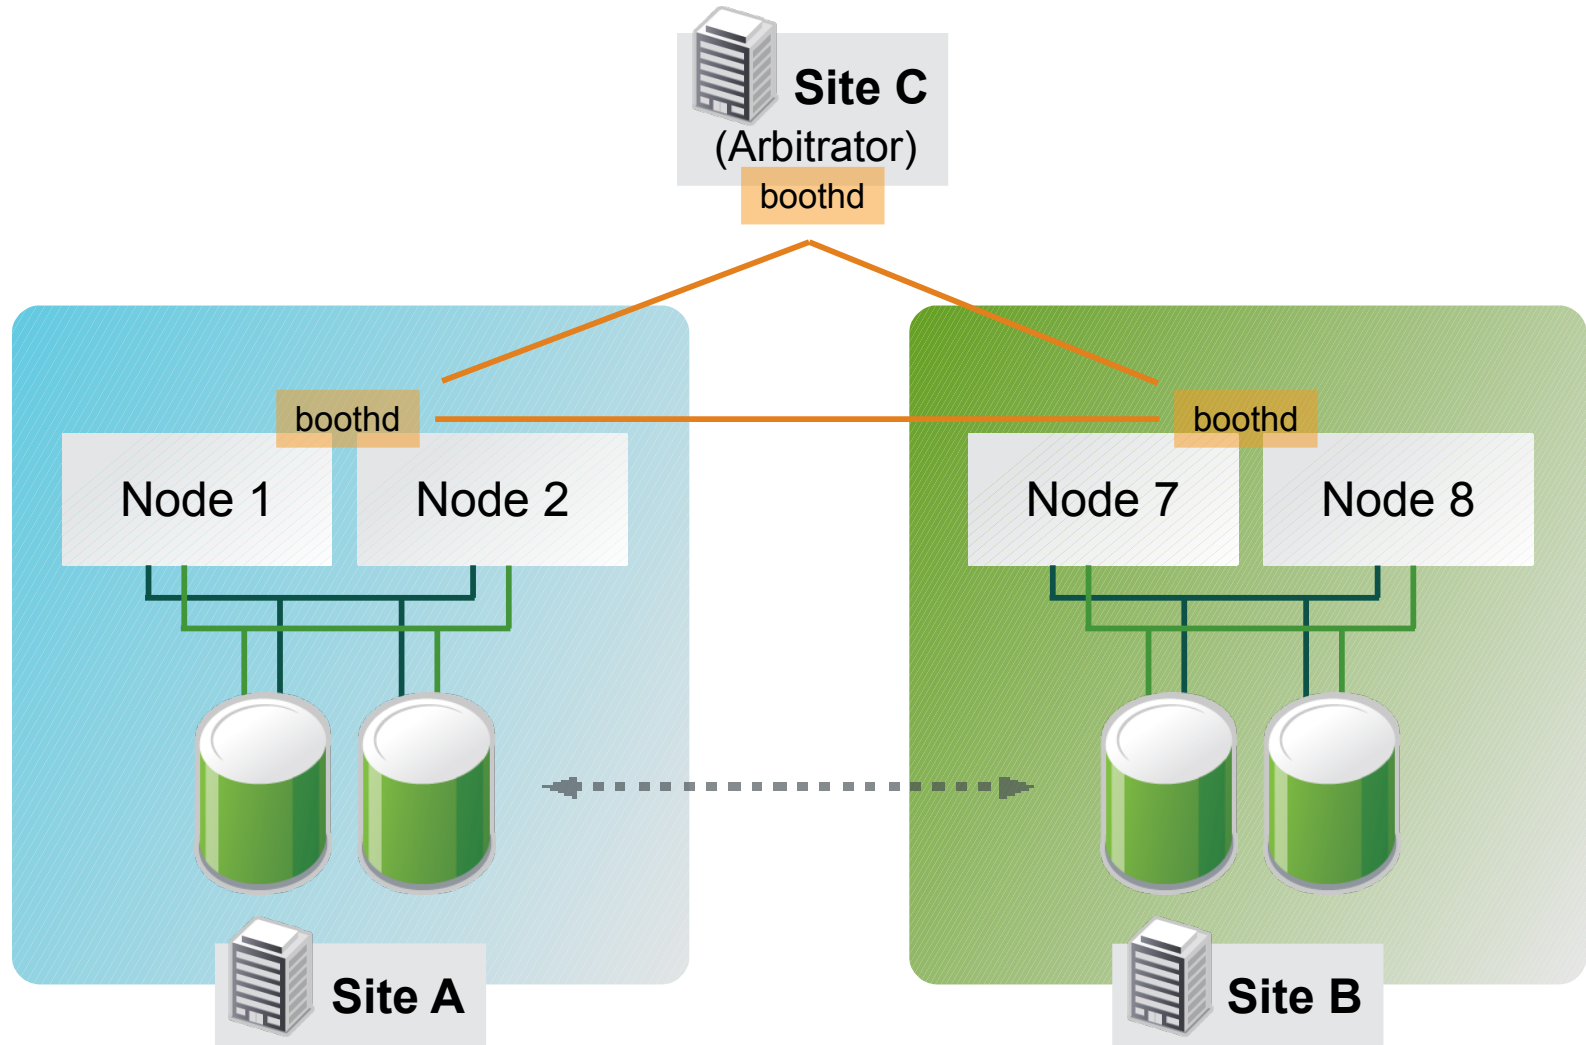 Site C
(Arbitrator)
boothd
boothd
boothd
Node 1
Node 2
Node 7
Node 8
Site A
Site B